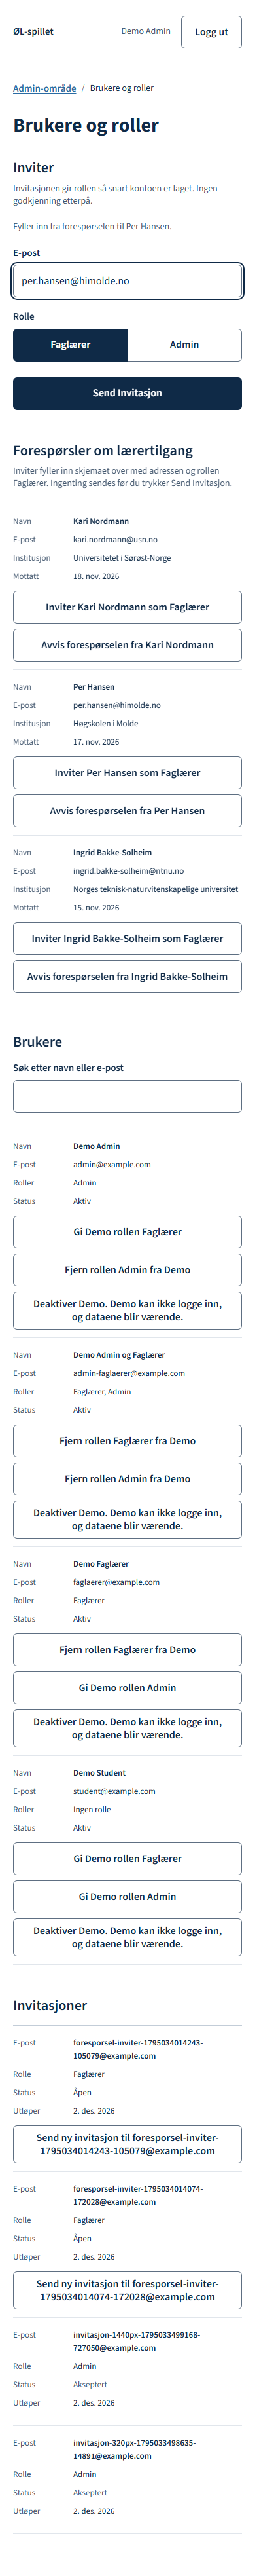 ØL-spillet
Demo Admin
Logg ut
Admin-område / Brukere og roller
Brukere og roller
Inviter
Invitasjonen gir rollen så snart kontoen er laget. Ingen
godkjenning etterpå.
Fyller inn fra forespørselen til Per Hansen.
E-post
per.hansen@himolde.no
Rolle
Faglærer
Admin
Send Invitasjon
Forespørsler om lærertilgang
Inviter fyller inn skjemaet over med adressen og rollen
Faglærer. Ingenting sendes før du trykker Send Invitasjon.
Navn Kari Nordmann
E-post kari.nordmann@usn.no
Institusjon Universitetet i Sørøst-Norge
Mottatt 18. nov. 2026
Inviter Kari Nordmann som Faglærer
Avvis forespørselen fra Kari Nordmann
Navn Per Hansen
E-post per.hansen@himolde.no
Institusjon Høgskolen i Molde
Mottatt 17. nov. 2026
Inviter Per Hansen som Faglærer
Avvis forespørselen fra Per Hansen
Navn Ingrid Bakke-Solheim
E-post ingrid.bakke-solheim@ntnu.no
Institusjon Norges teknisk-naturvitenskapelige universitet
Mottatt 15. nov. 2026
Inviter Ingrid Bakke-Solheim som Faglærer
Avvis forespørselen fra Ingrid Bakke-Solheim
Brukere
Søk etter navn eller e-post
Navn Demo Admin
E-post admin@example.com
Roller Admin
Status Aktiv
Gi Demo rollen Faglærer
Fjern rollen Admin fra Demo
Deaktiver Demo. Demo kan ikke logge inn,
og dataene blir værende.
Navn Demo Admin og Faglærer
E-post admin-faglaerer@example.com
Roller Faglærer, Admin
Status Aktiv
Fjern rollen Faglærer fra Demo
Fjern rollen Admin fra Demo
Deaktiver Demo. Demo kan ikke logge inn,
og dataene blir værende.
Navn Demo Faglærer
E-post faglaerer@example.com
Roller Faglærer
Status Aktiv
Fjern rollen Faglærer fra Demo
Gi Demo rollen Admin
Deaktiver Demo. Demo kan ikke logge inn,
og dataene blir værende.
Navn Demo Student
E-post student@example.com
Roller Ingen rolle
Status Aktiv
Gi Demo rollen Faglærer
Gi Demo rollen Admin
Deaktiver Demo. Demo kan ikke logge inn,
og dataene blir værende.
Invitasjoner
E-post foresporsel-inviter-1795034014243-
105079@example.com
Rolle Faglærer
Status Åpen
Utløper 2. des. 2026
Send ny invitasjon til foresporsel-inviter-
1795034014243-105079@example.com
E-post foresporsel-inviter-1795034014074-
172028@example.com
Rolle Faglærer
Status Åpen
Utløper 2. des. 2026
Send ny invitasjon til foresporsel-inviter-
1795034014074-172028@example.com
E-post invitasjon-1440px-1795033499168-
727050@example.com
Rolle Admin
Status Akseptert
Utløper 2. des. 2026
E-post invitasjon-320px-1795033498635-
14891@example.com
Rolle Admin
Status Akseptert
Utløper 2. des. 2026